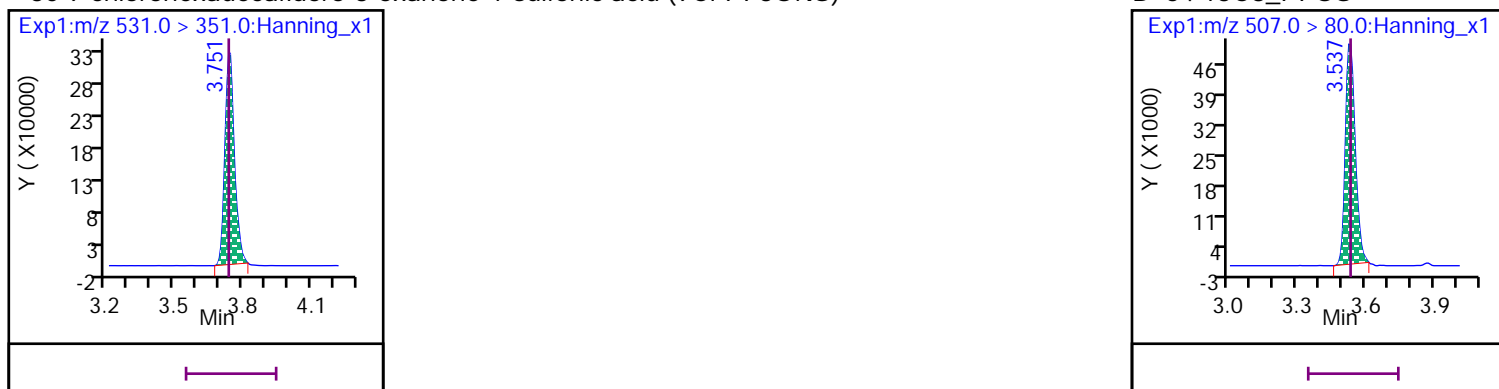 Exp1:m/z 531.0 > 351.0:Hanning_x1
3.751
33
28
23
18
13
8
3
-2
Y ( X10000)
3.2 3.5 3.8 4.1
Min
Exp1:m/z 507.0 > 80.0:Hanning_x1
3.537
46
39
32
25
18
11
4
-3
Y ( X1000)
3.0 3.3 3.6 3.9
Min